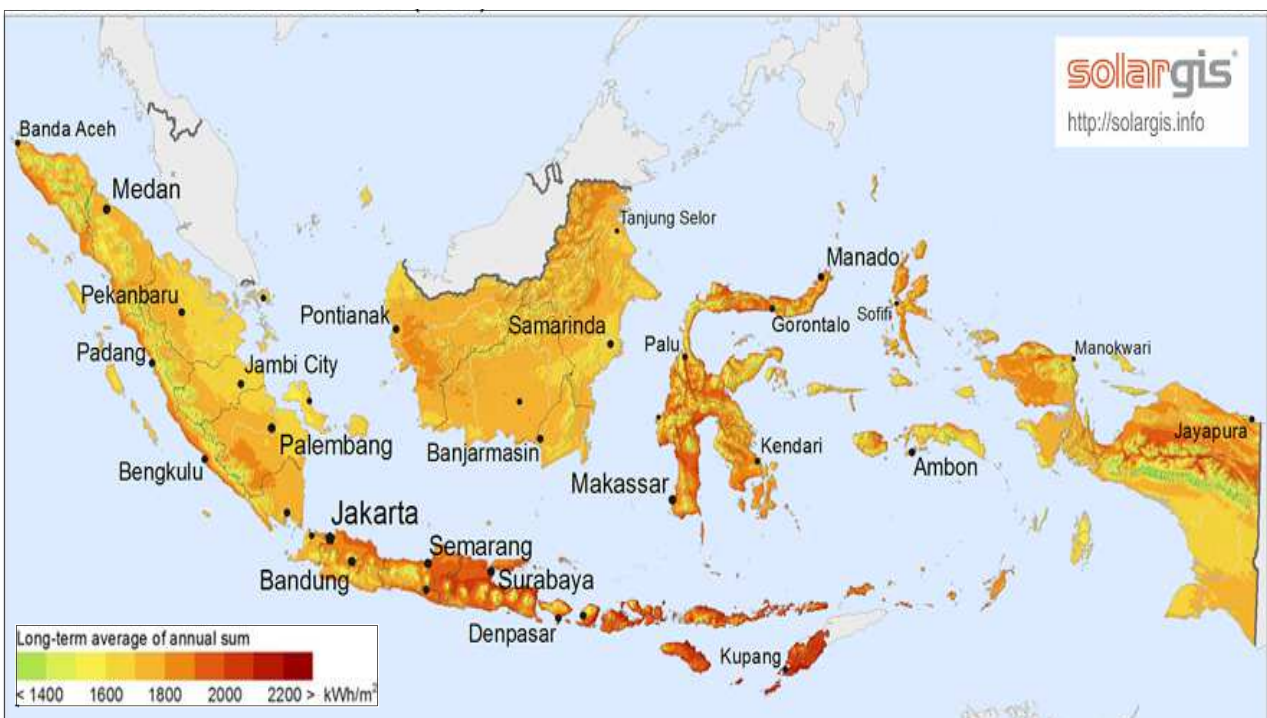 solargis
http://solargis.info
Banda Aceh
Medan
Tanjung Selor
Manado
Pekanbaru
Pontianak
Samarinda
Gorontalo
Sofifi
Padang
Jambi City
Palu
Manokwari
Palembang
Banjarmasin
Kendari
Jayapura
Bengkulu
Makassar
Ambon
Jakarta
Semarang
Bandung
Surabaya
Denpasar
Kupang
Long-term average of annual sum
< 1400 1600 1800 2000 2200 > kWh/m²